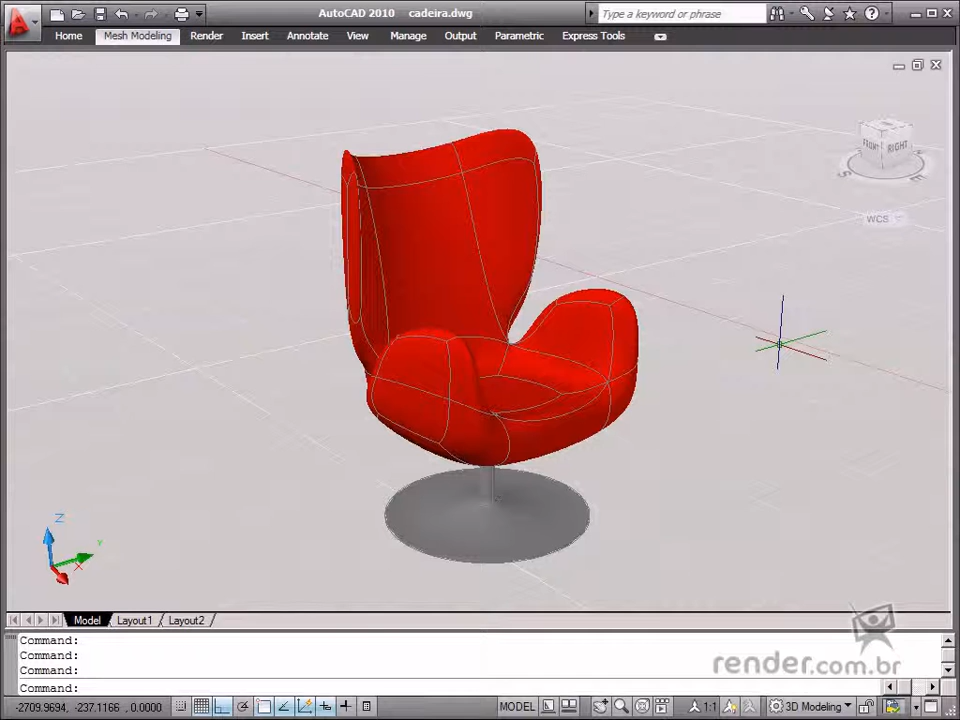 AutoCAD 2010 cadeira.dwg
Type a keyword or phrase
Home Mesh Modeling Render Insert Annotate View Manage Output Parametric Express Tools
FRONT RIGHT
S E
WCS
Z
Y
X
Model Layout1 Layout2
Command:
Command:
Command:
Command:
render.com.br
-2709.9694, -237.1166, 0.0000 MODEL 1:1 3D Modeling